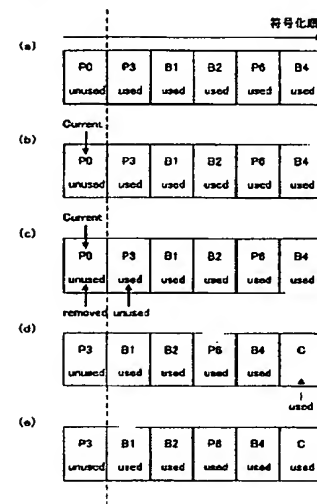 符号化順
(a)
P0 P3 B1 B2 P6 B4
unused used used used used used
(b)
Current
P0 P3 B1 B2 P6 B4
unused used used used used used
(c)
Current
P0 P3 B1 B2 P6 B4
unused used used used used used
removed unused
(d)
P3 B1 B2 P6 B4 C
unused used used used used used
used
(e)
P3 B1 B2 P6 B4 C
unused used used used used used